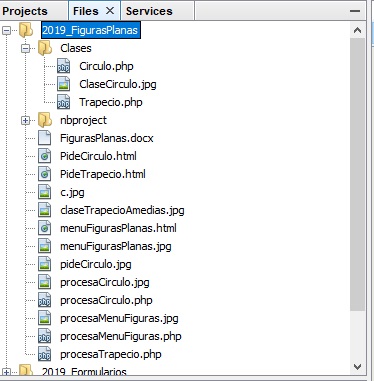 Projects Files Services
2019_FigurasPlanas
Clases
Circulo.php
ClaseCirculo.jpg
Trapecio.php
nbproject
FigurasPlanas.docx
PideCirculo.html
PideTrapecio.html
c.jpg
claseTrapecioAmedias.jpg
menuFigurasPlanas.html
menuFigurasPlanas.jpg
pideCirculo.jpg
procesaCirculo.jpg
procesaCirculo.php
procesaMenuFiguras.jpg
procesaMenuFiguras.php
procesaTrapecio.php
2019_Formularios